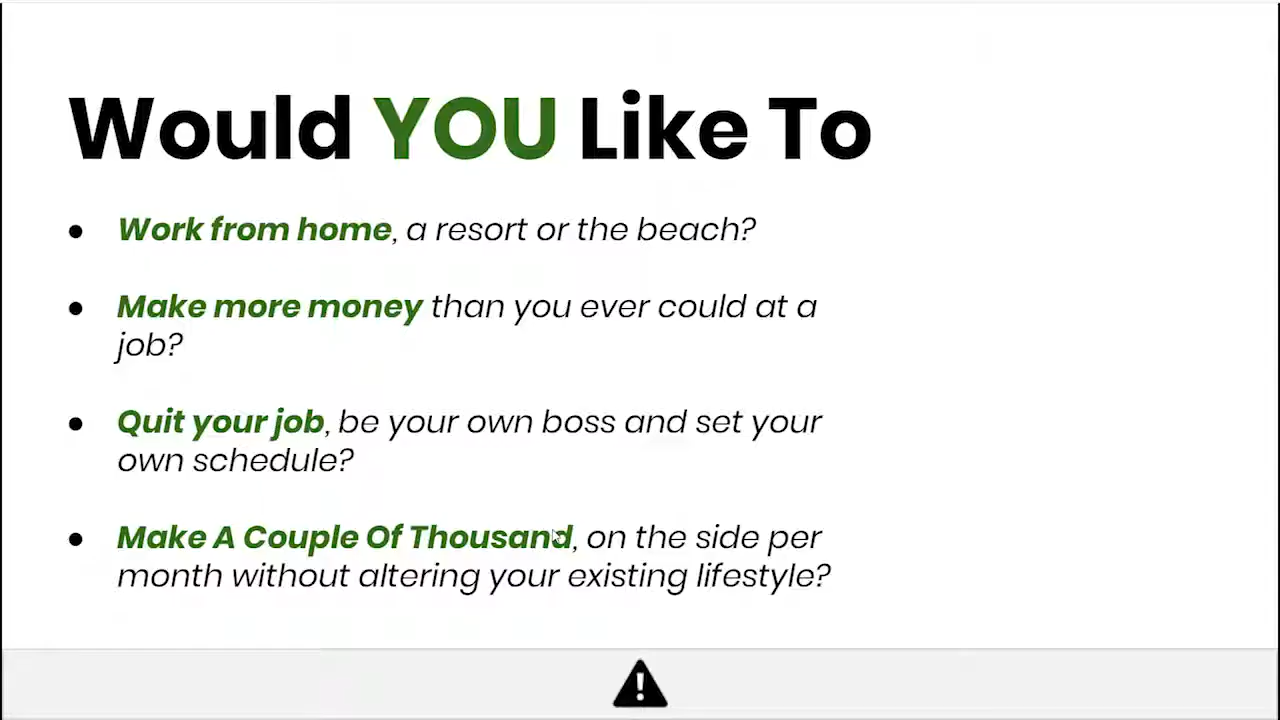 Would YOU Like To
● Work from home, a resort or the beach?
● Make more money than you ever could at a
job?
● Quit your job, be your own boss and set your
own schedule?
● Make A Couple Of Thousand, on the side per
month without altering your existing lifestyle?